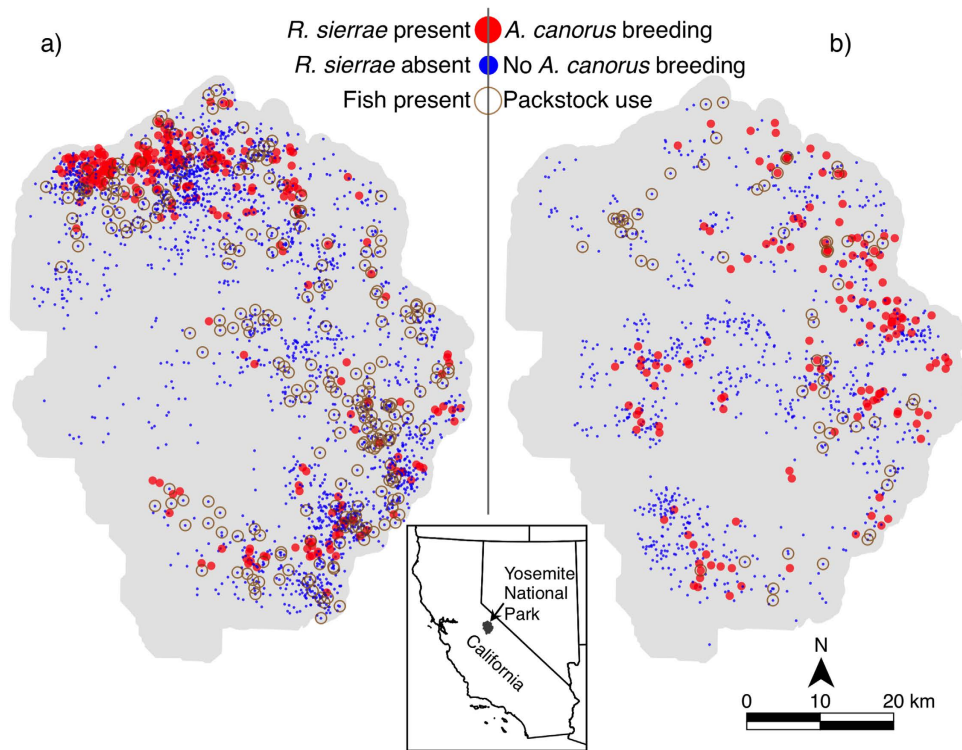 a)
R. sierrae present A. canorus breeding
b)
R. sierrae absent No A. canorus breeding
Fish present Packstock use
Yosemite
National
Park
California
N
0 10 20 km